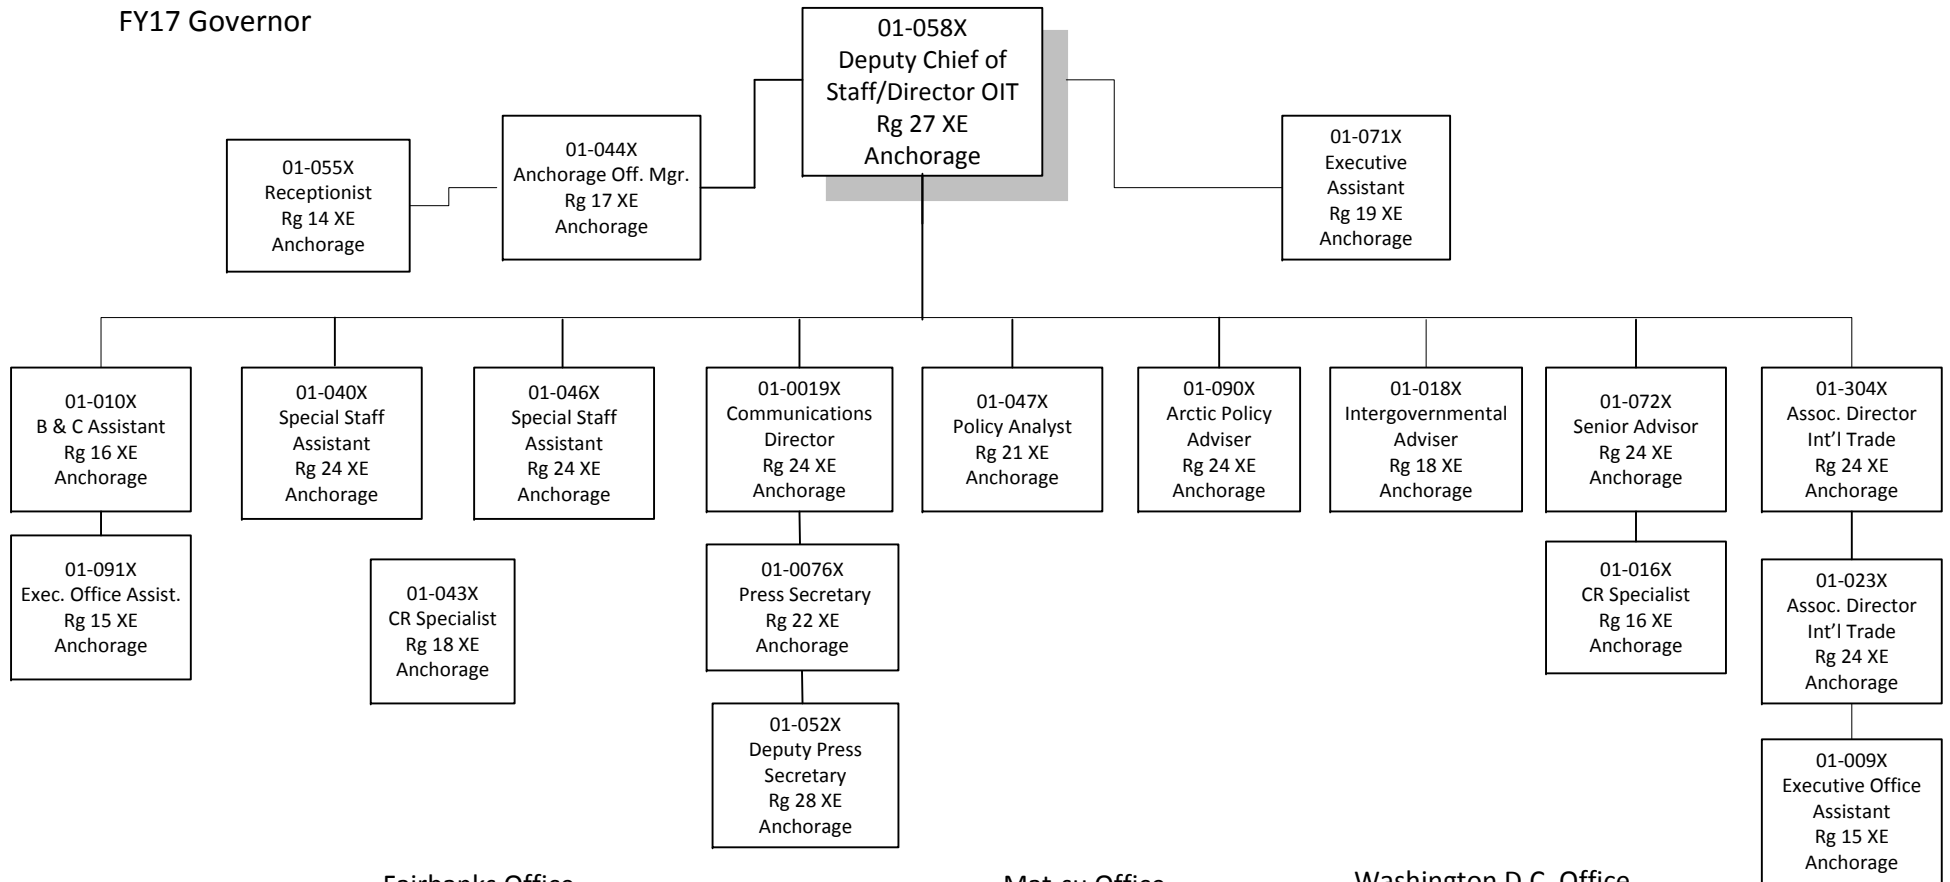 FY17 Governor
01-058X
Deputy Chief of
Staff/Director OIT
Rg 27 XE
Anchorage
01-055X
Receptionist
Rg 14 XE
Anchorage
01-044X
Anchorage Off. Mgr.
Rg 17 XE
Anchorage
01-071X
Executive
Assistant
Rg 19 XE
Anchorage
01-010X
B & C Assistant
Rg 16 XE
Anchorage
01-040X
Special Staff
Assistant
Rg 24 XE
Anchorage
01-046X
Special Staff
Assistant
Rg 24 XE
Anchorage
01-0019X
Communications
Director
Rg 24 XE
Anchorage
01-047X
Policy Analyst
Rg 21 XE
Anchorage
01-090X
Arctic Policy
Adviser
Rg 24 XE
Anchorage
01-018X
Intergovernmental
Adviser
Rg 18 XE
Anchorage
01-072X
Senior Advisor
Rg 24 XE
Anchorage
01-304X
Assoc. Director
Int'l Trade
Rg 24 XE
Anchorage
01-091X
Exec. Office Assist.
Rg 15 XE
Anchorage
01-043X
CR Specialist
Rg 18 XE
Anchorage
01-0076X
Press Secretary
Rg 22 XE
Anchorage
01-016X
CR Specialist
Rg 16 XE
Anchorage
01-023X
Assoc. Director
Int'l Trade
Rg 24 XE
Anchorage
01-052X
Deputy Press
Secretary
Rg 28 XE
Anchorage
01-009X
Executive Office
Assistant
Rg 15 XE
Anchorage
Fairbanks Office
Mat-su Office
Washington D.C. Office